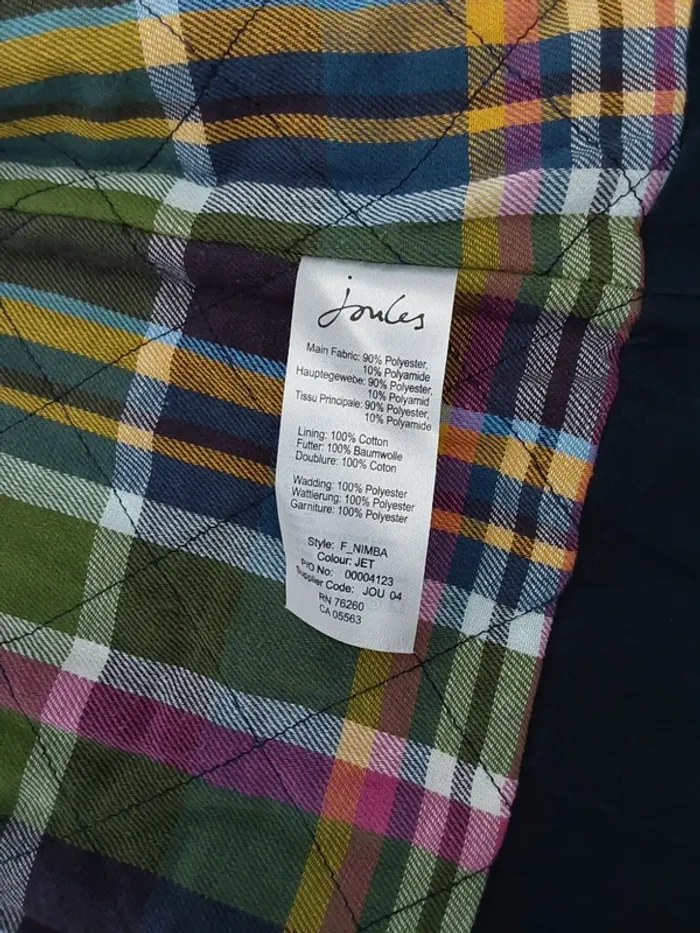 Joules
Main Fabric: 90% Polyester,
10% Polyamide
Hauptegewebe: 90% Polyester,
10% Polyamid
Tissu Principale: 90% Polyester,
10% Polyamide
Lining: 100% Cotton
Futter: 100% Baumwolle
Doublure: 100% Coton
Wadding: 100% Polyester
Wattierung: 100% Polyester
Garniture: 100% Polyester
Style: F_NIMBA
Colour: JET
P/O No: 00004123
Supplier Code: JOU 04
RN 76260
CA 05563